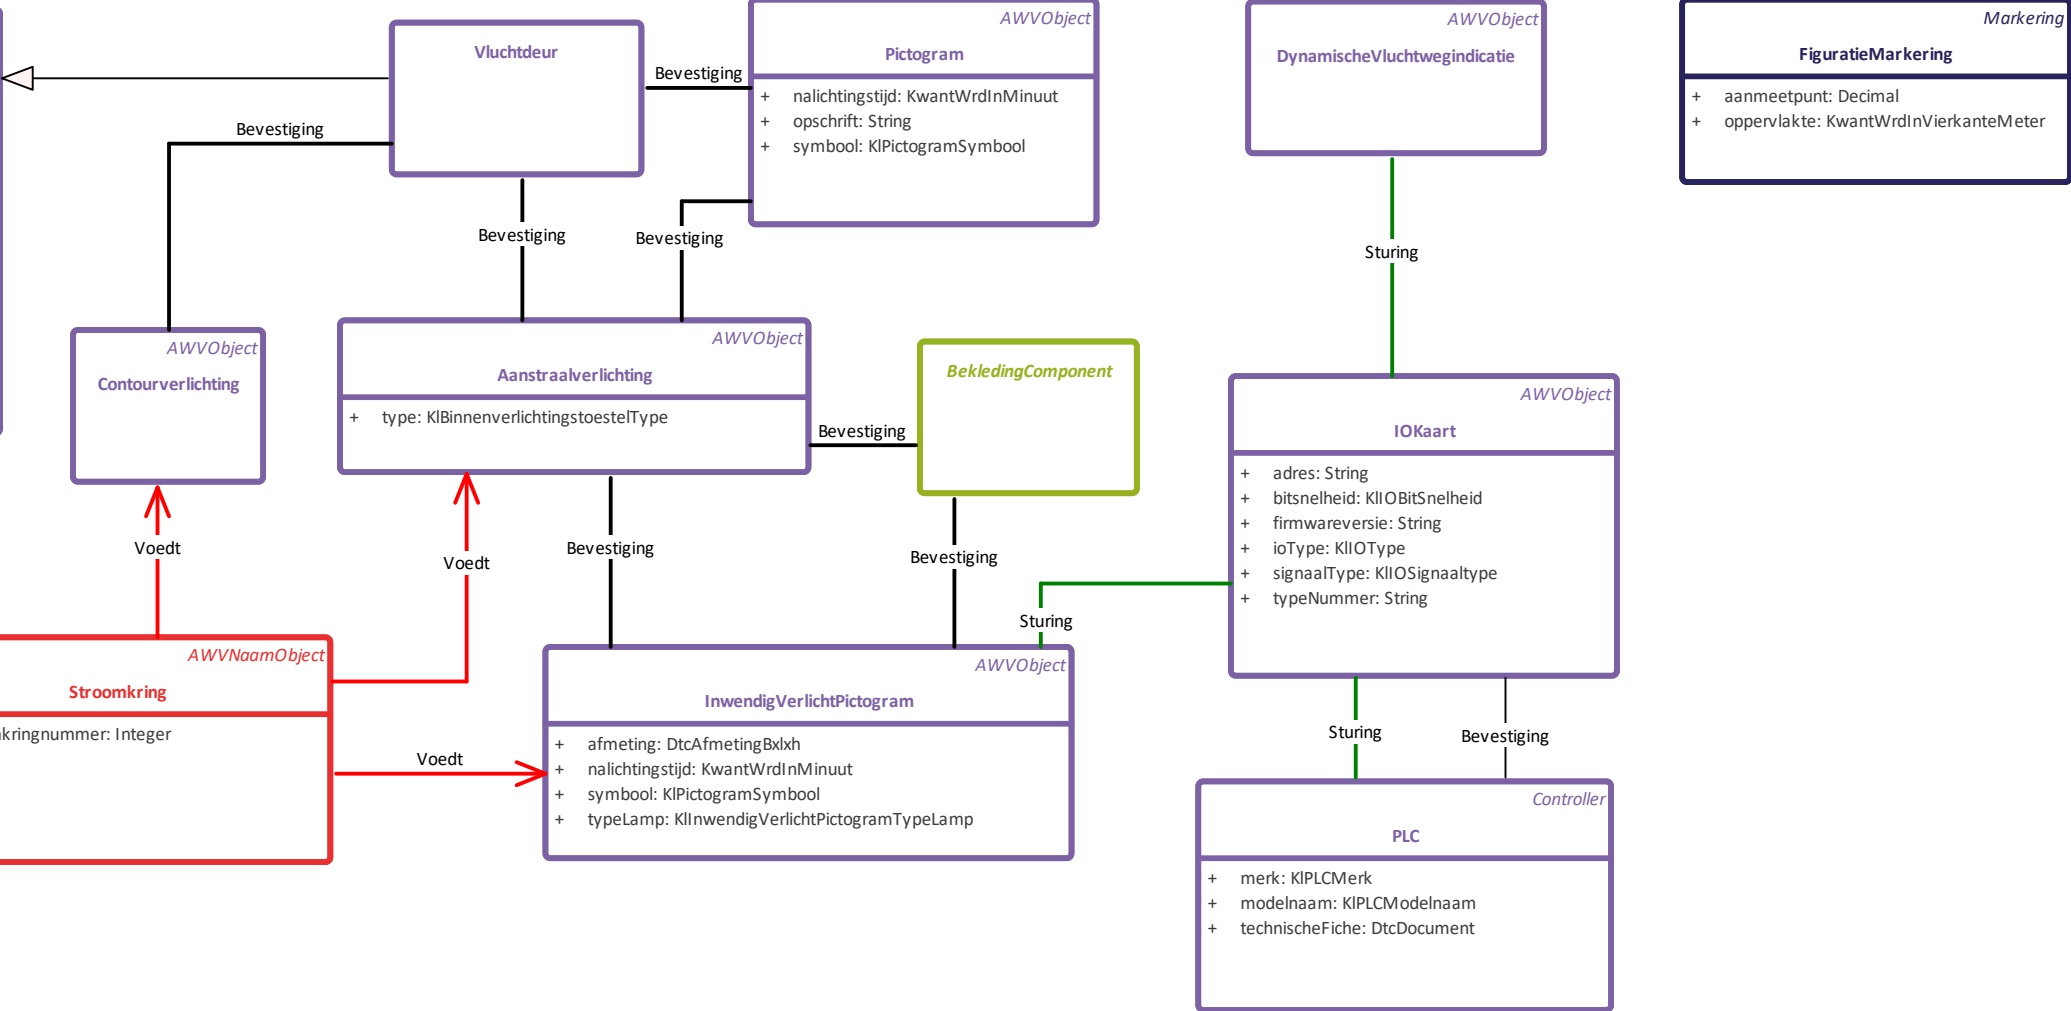 Vluchtdeur
AWVObject
Pictogram
+ nalichtingstijd: KwantWrdInMinuut
+ opschrift: String
+ symbool: KlPictogramSymbool
AWVObject
DynamischeVluchtwegindicatie
Markering
FiguratieMarkering
+ aanmeetpunt: Decimal
+ oppervlakte: KwantWrdInVierkanteMeter
Bevestiging
Bevestiging
Bevestiging
Bevestiging
Sturing
AWVObject
Contourverlichting
AWVObject
Aanstraalverlichting
+ type: KlBinnenverlichtingstoestelType
Bevestiging
BekledingComponent
AWVObject
IOKaart
+ adres: String
+ bitsnelheid: KlIOBitSnelheid
+ firmwareversie: String
+ ioType: KlIOType
+ signaalType: KlIOSignaaltype
+ typeNummer: String
Voedt
Voedt
Bevestiging
Bevestiging
Sturing
AWVNaamObject
Stroomkring
kringnummer: Integer
Voedt
AWVObject
InwendigVerlichtPictogram
+ afmeting: DtcAfmetingBxlxh
+ nalichtingstijd: KwantWrdInMinuut
+ symbool: KlPictogramSymbool
+ typeLamp: KlInwendigVerlichtPictogramTypeLamp
Sturing
Bevestiging
Controller
PLC
+ merk: KlPLCMerk
+ modelnaam: KlPLCModelnaam
+ technischeFiche: DtcDocument